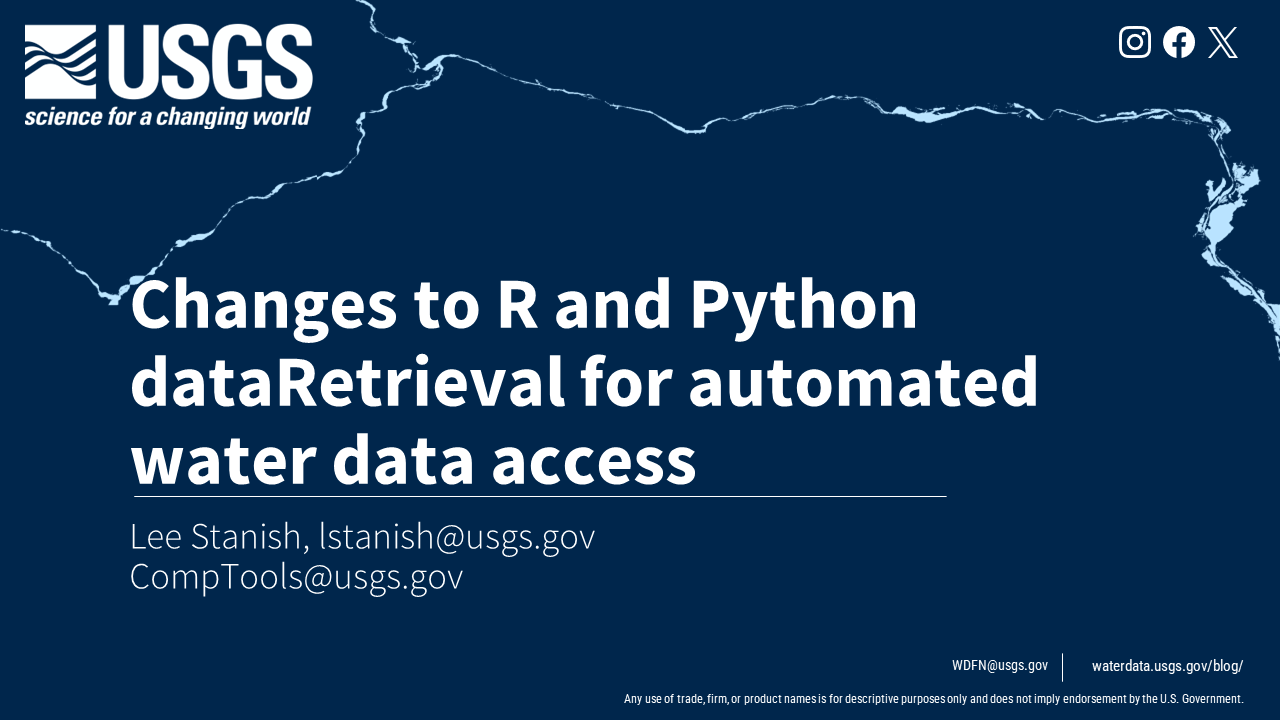 USGS
science for a changing world
Changes to R and Python
dataRetrieval for automated
water data access
Lee Stanish, lstanish@usgs.gov
CompTools@usgs.gov
WDFN@usgs.gov
waterdata.usgs.gov/blog/
Any use of trade, firm, or product names is for descriptive purposes only and does not imply endorsement by the U.S. Government.